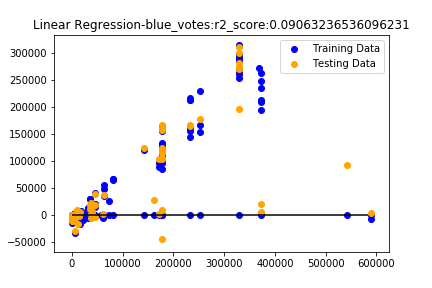 Linear Regression-blue_votes:r2_score:0.09063236536096231
Training Data
Testing Data
300000
250000
200000
150000
100000
50000
0
−50000
0 100000 200000 300000 400000 500000 600000